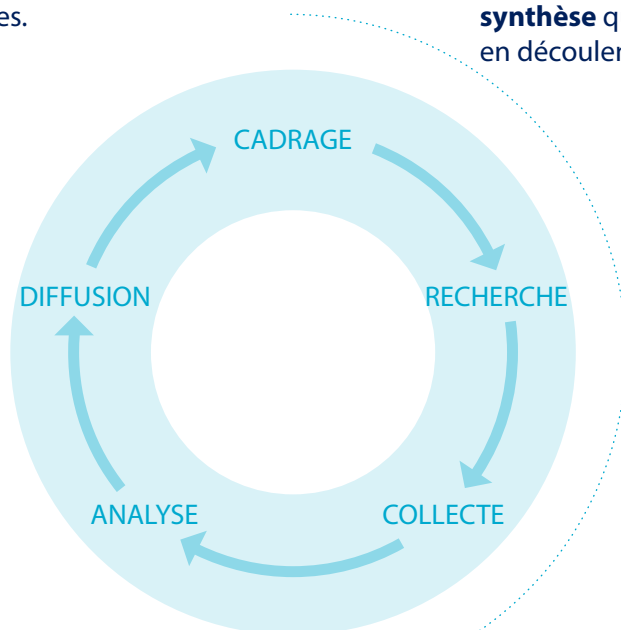 es.
synthèse q
en découler
CADRAGE
DIFFUSION
RECHERCHE
ANALYSE
COLLECTE